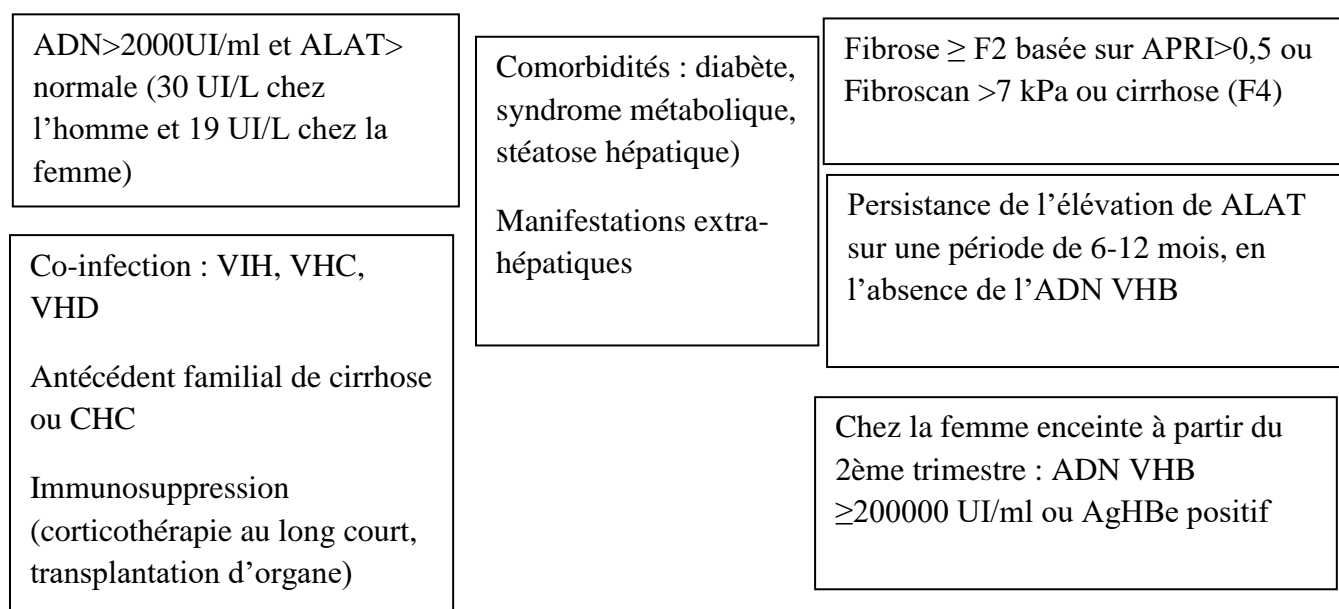 ADN>2000UI/ml et ALAT>
normale (30 UI/L chez
l’homme et 19 UI/L chez la
femme)
Co-infection : VIH, VHC,
VHD
Antécédent familial de cirrhose
ou CHC
Immunosuppression
(corticothérapie au long court,
transplantation d’organe)
Comorbidités : diabète,
syndrome métabolique,
stéatose hépatique)
Manifestations extra-
hépatiques
Fibrose ≥ F2 basée sur APRI>0,5 ou
Fibroscan >7 kPa ou cirrhose (F4)
Persistance de l’élévation de ALAT
sur une période de 6-12 mois, en
l’absence de l’ADN VHB
Chez la femme enceinte à partir du
2ème trimestre : ADN VHB
≥200000 UI/ml ou AgHBe positif